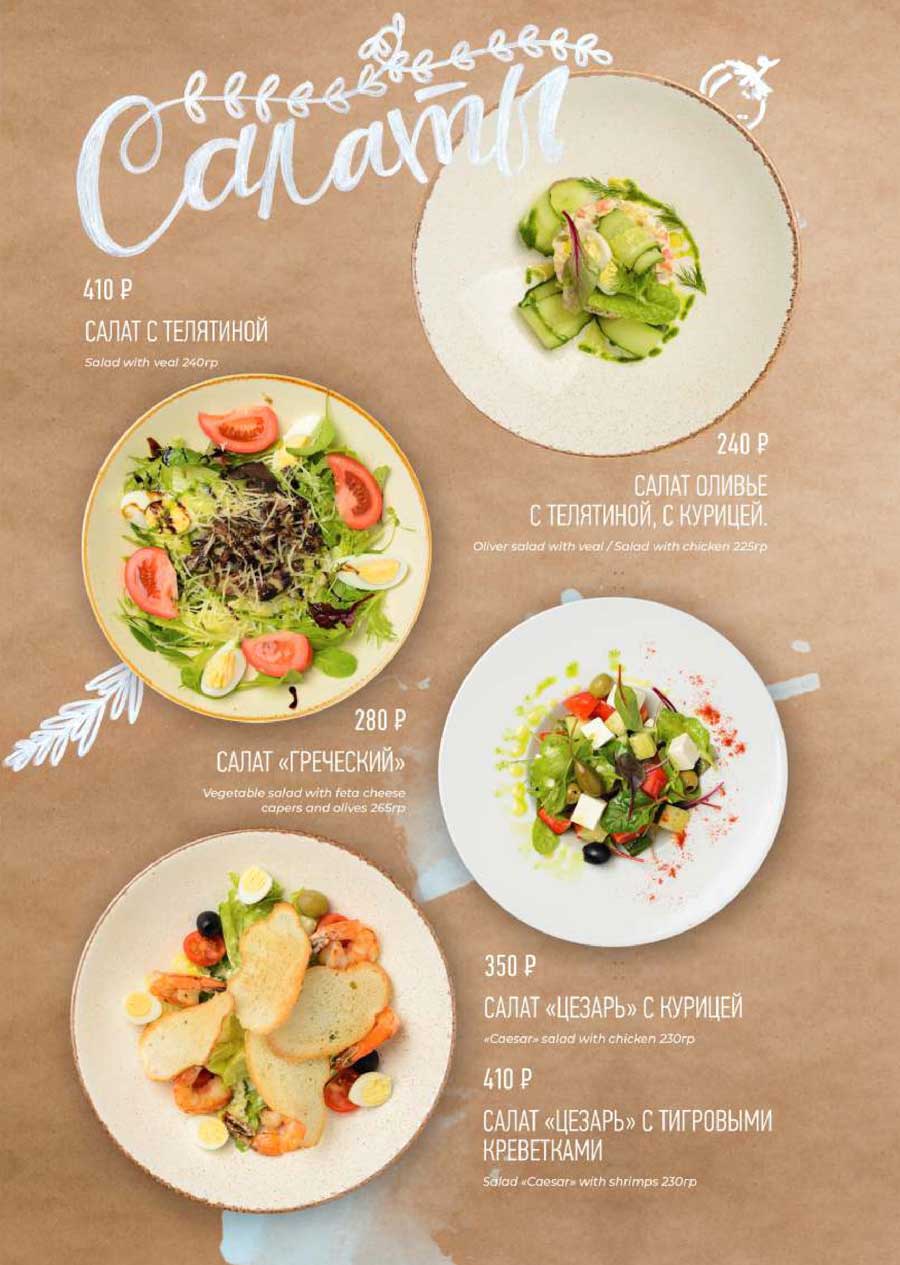 Салаты
410 ₽
САЛАТ С ТЕЛЯТИНОЙ
Salad with veal 240гр
240 ₽
САЛАТ ОЛИВЬЕ
С ТЕЛЯТИНОЙ, С КУРИЦЕЙ.
Oliver salad with veal / Salad with chicken 225гр
280 ₽
САЛАТ «ГРЕЧЕСКИЙ»
Vegetable salad with feta cheese
capers and olives 265гр
350 ₽
САЛАТ «ЦЕЗАРЬ» С КУРИЦЕЙ
«Caesar» salad with chicken 230гр
410 ₽
САЛАТ «ЦЕЗАРЬ» С ТИГРОВЫМИ
КРЕВЕТКАМИ
Salad «Caesar» with shrimps 230гр